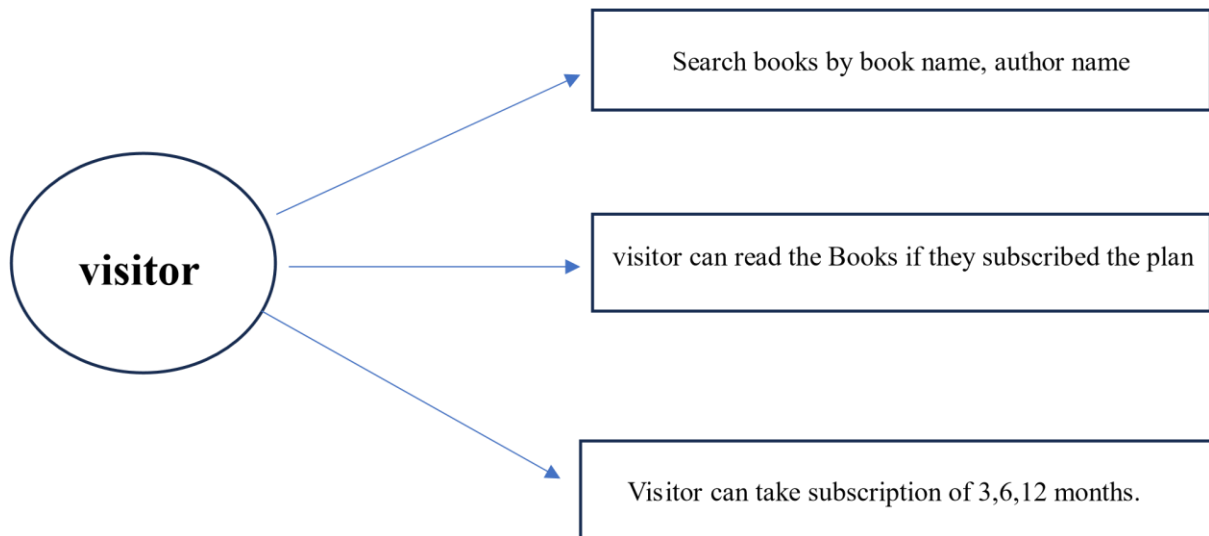 Search books by book name, author name
visitor
visitor can read the Books if they subscribed the plan
Visitor can take subscription of 3,6,12 months.